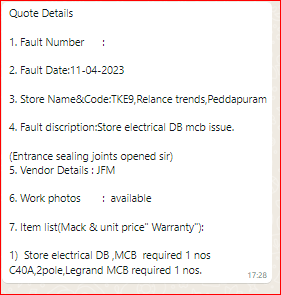 Quote Details
1. Fault Number :
2. Fault Date:11-04-2023
3. Store Name&Code:TKE9,Relance trends,Peddapuram
4. Fault discription:Store electrical DB mcb issue.
(Entrance sealing joints opened sir)
5. Vendor Details : JFM
6. Work photos : available
7. Item list(Mack & unit price" Warranty"):
1) Store electrical DB ,MCB required 1 nos
C40A,2pole,Legrand MCB required 1 nos.
17:28